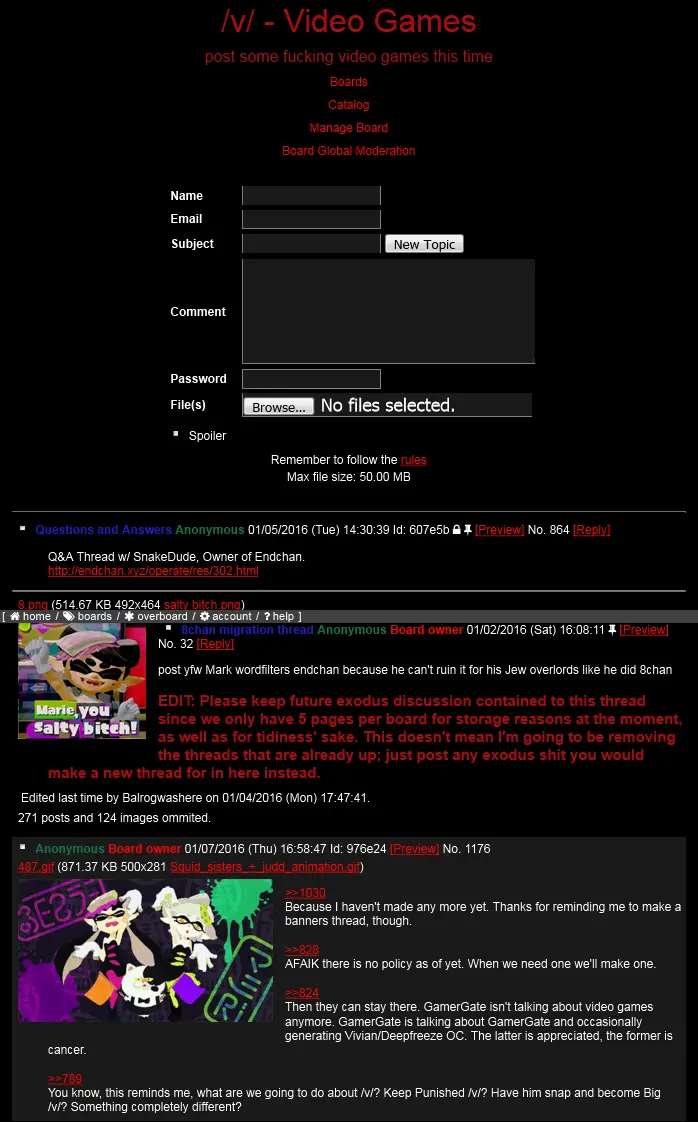 /v/ - Video Games
post some fucking video games this time
Boards
Catalog
Manage Board
Board Global Moderation
Name
Email
Subject New Topic
Comment
Password
File(s) Browse... No files selected.
Spoiler
Remember to follow the rules
Max file size: 50.00 MB
Questions and Answers Anonymous 01/05/2016 (Tue) 14:30:39 Id: 607e5b [Preview] No. 864 [Reply]
Q&A Thread w/ SnakeDude, Owner of Endchan.
http://endchan.xyz/operate/res/302.html
8.png (514.67 KB 492x464 salty bitch.png)
[ home / boards / overboard / account / ? help ]
8chan migration thread Anonymous Board owner 01/02/2016 (Sat) 16:08:11 [Preview]
No. 32 [Reply]
post yfw Mark wordfilters endchan because he can't ruin it for his Jew overlords like he did 8chan
Marie, you
Salty bitch!
EDIT: Please keep future exodus discussion contained to this thread
since we only have 5 pages per board for storage reasons at the moment,
as well as for tidiness' sake. This doesn't mean I'm going to be removing
the threads that are already up; just post any exodus shit you would
make a new thread for in here instead.
Edited last time by Balrogwashere on 01/04/2016 (Mon) 17:47:41.
271 posts and 124 images ommited.
Anonymous Board owner 01/07/2016 (Thu) 16:58:47 Id: 976e24 [Preview] No. 1176
487.gif (871.37 KB 500x281 Squid_sisters_+_judd_animation.gif)
>>1030
Because I haven't made any more yet. Thanks for reminding me to make a
banners thread, though.
>>828
AFAIK there is no policy as of yet. When we need one we'll make one.
>>824
Then they can stay there. GamerGate isn't talking about video games
anymore. GamerGate is talking about GamerGate and occasionally
generating Vivian/Deepfreeze OC. The latter is appreciated, the former is
cancer.
>>789
You know, this reminds me, what are we going to do about /v/? Keep Punished /v/? Have him snap and become Big
/v/? Something completely different?